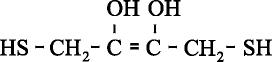 OH OH
HS - CH₂ - C = C - CH₂ - SH